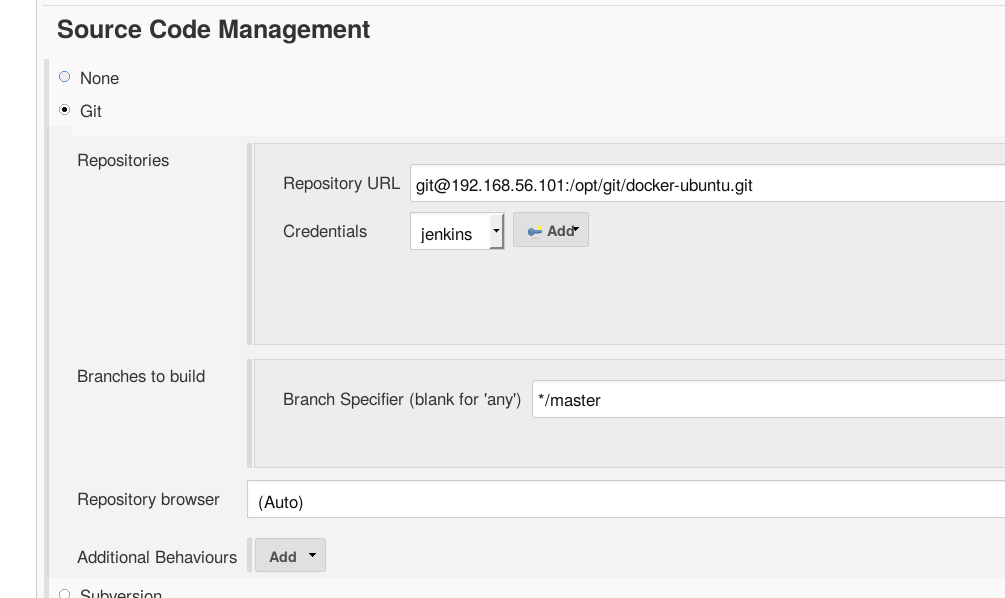 Source Code Management
None
Git
Repositories
Repository URL git@192.168.56.101:/opt/git/docker-ubuntu.git
Credentials jenkins Add
Branches to build
Branch Specifier (blank for 'any') */master
Repository browser (Auto)
Additional Behaviours Add
Subversion